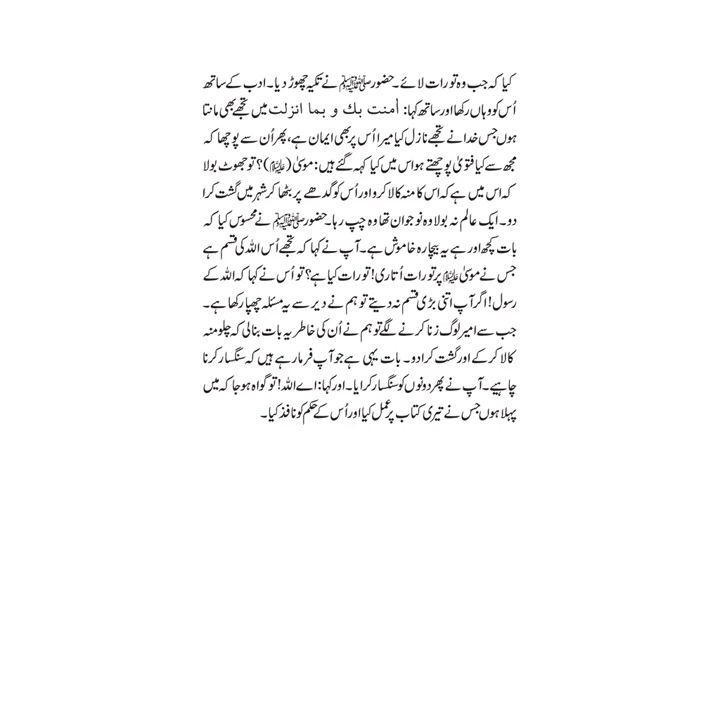 کیا کہ جب وہ تورات لائے۔ حضور ﷺ نے تکیہ چھوڑ دیا۔ ادب کے ساتھ
اُس کو وہاں رکھا اور ساتھ کہا: أمنت بك و بما انزلت میں تجھے بھی مانتا
ہوں جس خدا نے تجھے نازل کیا میرا اُس پر بھی ایمان ہے، پھر اُن سے پوچھا کہ
مجھ سے کیا فتویٰ پوچھتے ہو اس میں کیا کہہ گئے ہیں: موسیٰ (علیہ السلام)؟ تو جھوٹ بولا
کہ اس میں ہے کہ اس کا منہ کالا کرو اور اُس کو گدھے پر بٹھا کر شہر میں گشت کرا
دو۔ ایک عالم نہ بولا وہ نوجوان تھا وہ چپ رہا۔ حضور ﷺ نے محسوس کیا کہ
بات کچھ اور ہے یہ بیچارہ خاموش ہے۔ آپ نے کہا کہ تجھے اُس اللہ کی قسم ہے
جس نے موسیٰ علیہ السلام پر تورات اُتاری! تورات کیا ہے؟ تو اُس نے کہا کہ اللہ کے
رسول! اگر آپ اتنی بڑی قسم نہ دیتے تو ہم نے دیر سے یہ مسئلہ چھپا رکھا ہے۔
جب سے امیر لوگ زنا کرنے لگے تو ہم نے اُن کی خاطر یہ بات بنا لی کہ چلو منہ
کالا کر کے اور گشت کرا دو۔ بات یہی ہے جو آپ فرما رہے ہیں کہ سنگسار کرنا
چاہیے۔ آپ نے پھر دونوں کو سنگسار کرایا۔ اور کہا: اے اللہ! تو گواہ ہو جا کہ میں
پہلا ہوں جس نے تیری کتاب پر عمل کیا اور اُس کے حکم کو نافذ کیا۔